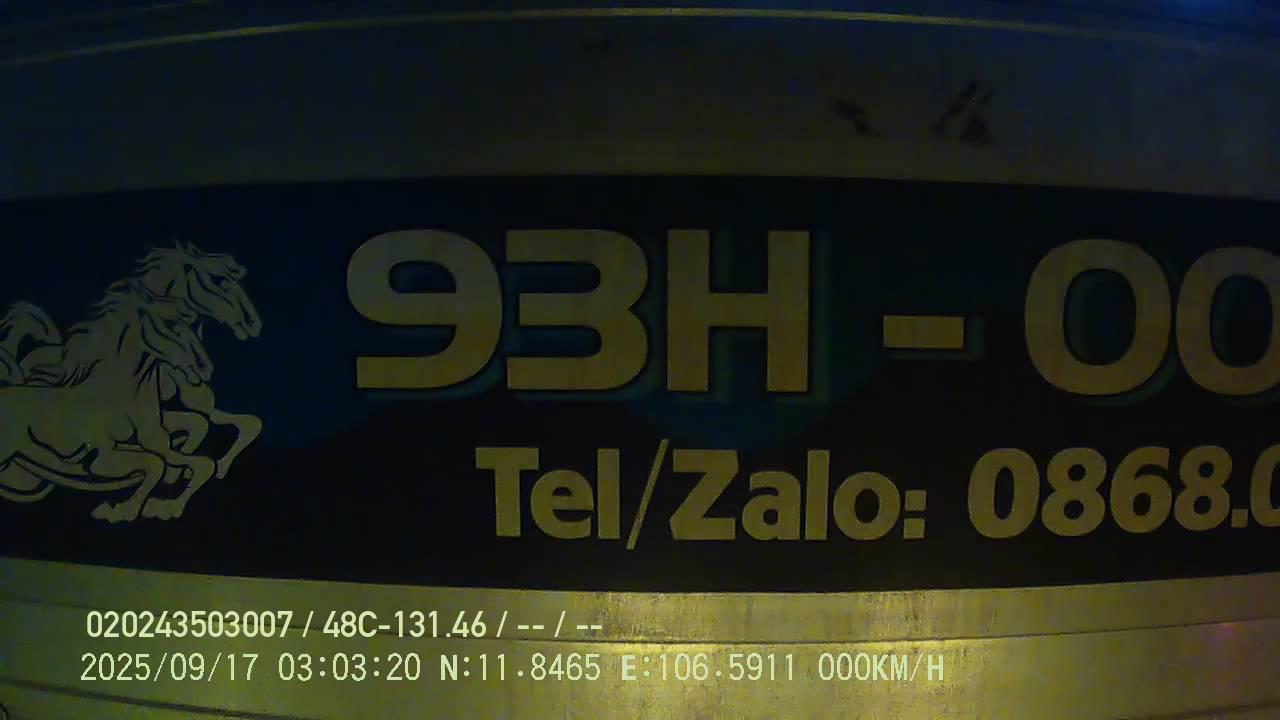 93H - 00
Tel/Zalo: 0868.0
020243503007 / 48C-131.46 / -- / --
2025/09/17 03:03:20 N:11.8465 E:106.5911 000KM/H